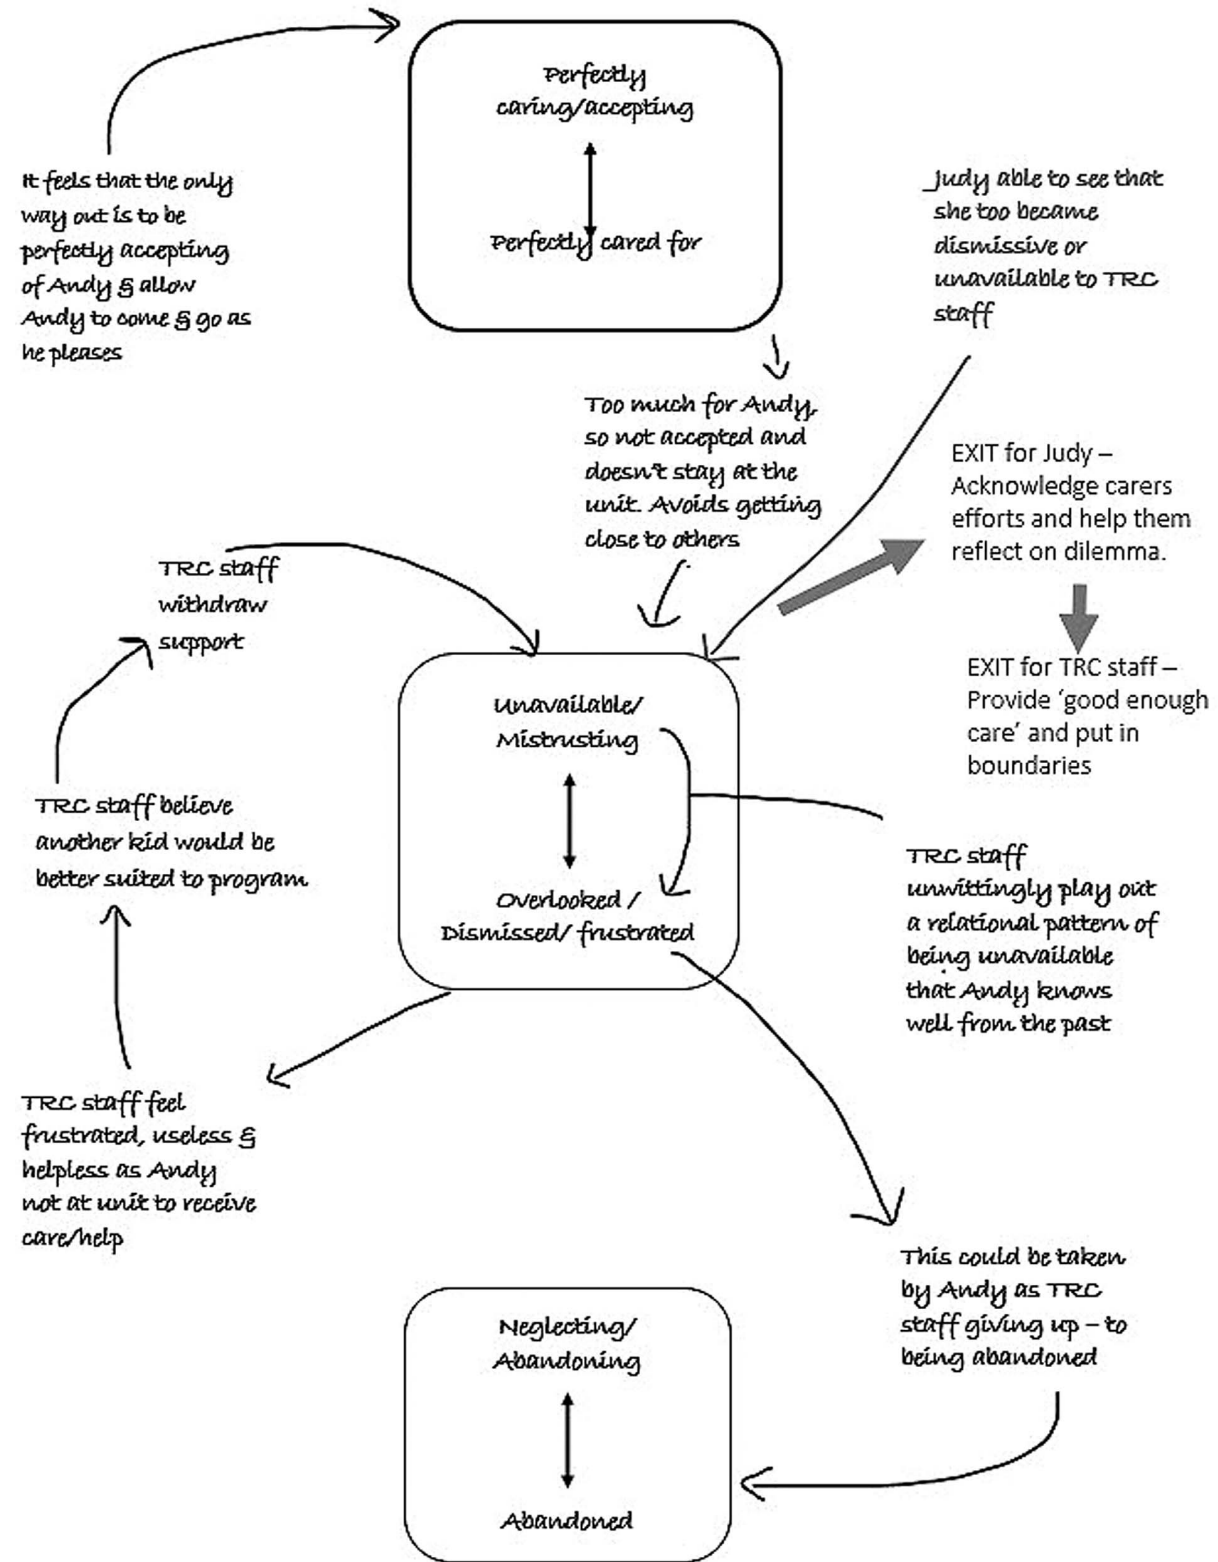 Perfectly
caring/accepting
Perfectly cared for
It feels that the only
way out is to be
perfectly accepting
of Andy & allow
Andy to come & go as
he pleases
Judy able to see that
she too became
dismissive or
unavailable to TRC
staff
Too much for Andy,
so not accepted and
doesn't stay at the
unit. Avoids getting
close to others
EXIT for Judy –
Acknowledge carers
efforts and help them
reflect on dilemma.
EXIT for TRC staff –
Provide ‘good enough
care’ and put in
boundaries
TRC staff
withdraw
support
Unavailable/
Mistrusting
Overlooked /
Dismissed/ frustrated
TRC staff believe
another kid would be
better suited to program
TRC staff
unwittingly play out
a relational pattern of
being unavailable
that Andy knows
well from the past
TRC staff feel
frustrated, useless &
helpless as Andy
not at unit to receive
care/help
This could be taken
by Andy as TRC
staff giving up – to
being abandoned
Neglecting/
Abandoning
Abandoned